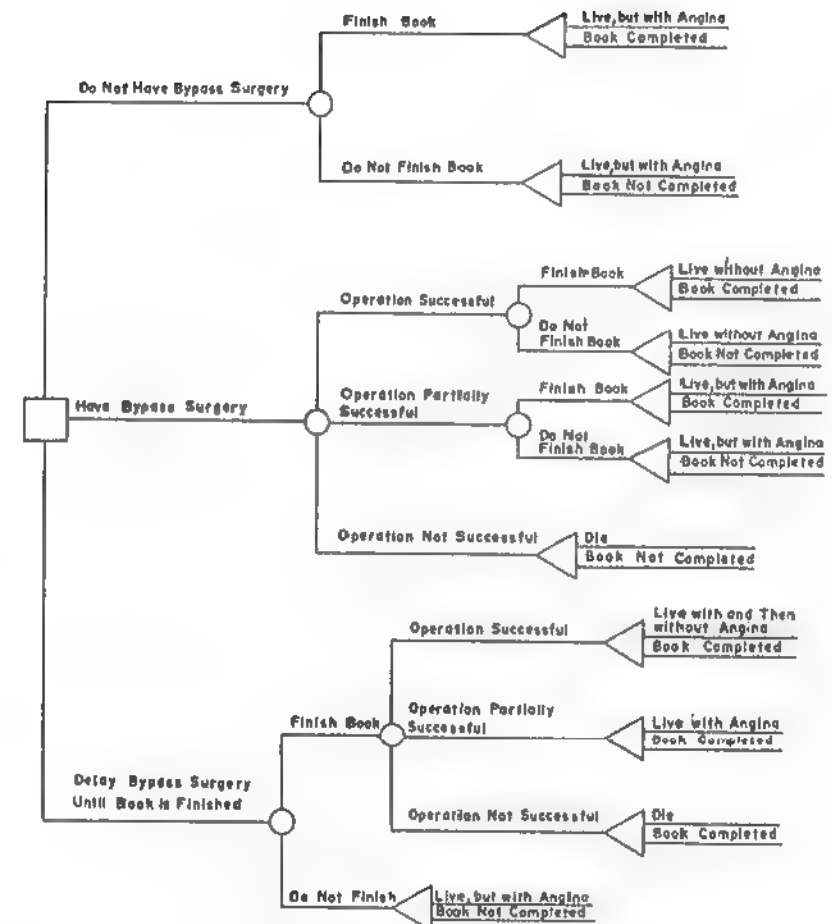 Finish Book
Live, but with Angina
Book Completed
Do Not Have Bypass Surgery
Do Not Finish Book
Live, but with Angina
Book Not Completed
Finish Book
Live without Angina
Book Completed
Operation Successful
Do Not
Finish Book
Live without Angina
Book Not Completed
Have Bypass Surgery
Operation Partially
Successful
Finish Book
Live, but with Angina
Book Completed
Do Not
Finish Book
Live, but with Angina
Book Not Completed
Operation Not Successful
Die
Book Not Completed
Operation Successful
Live with and Then
without Angina
Book Completed
Finish Book
Operation Partially
Successful
Live with Angina
Book Completed
Delay Bypass Surgery
Until Book is Finished
Operation Not Successful
Die
Book Completed
Do Not Finish
Live, but with Angina
Book Not Completed